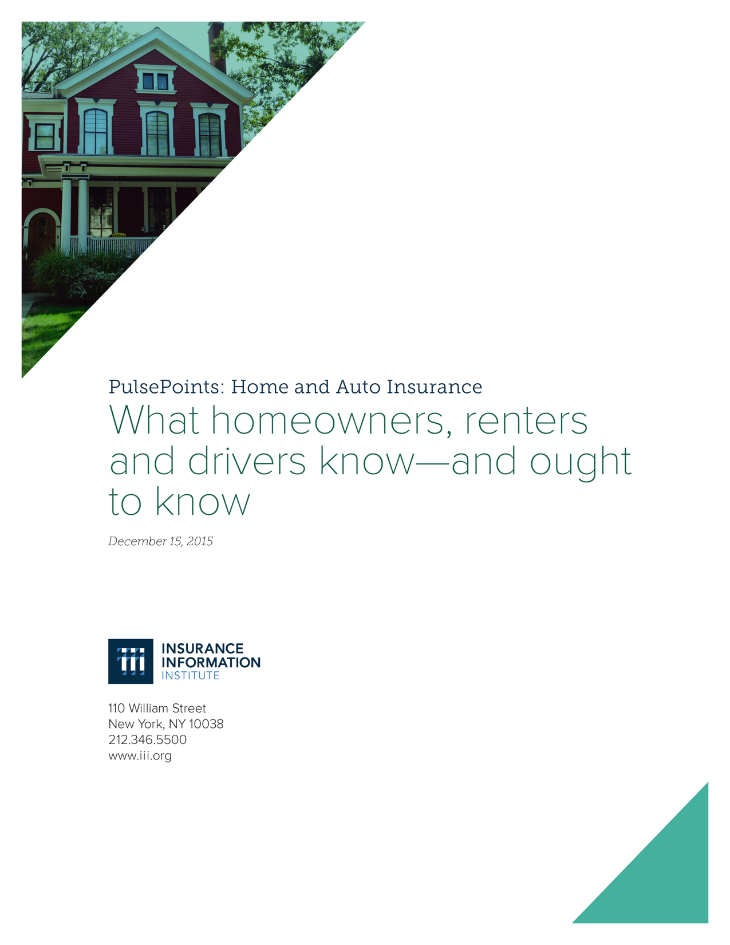 PulsePoints: Home and Auto Insurance
What homeowners, renters
and drivers know—and ought
to know
December 15, 2015
iii
INSURANCE
INFORMATION
INSTITUTE
110 William Street
New York, NY 10038
212.346.5500
www.iii.org